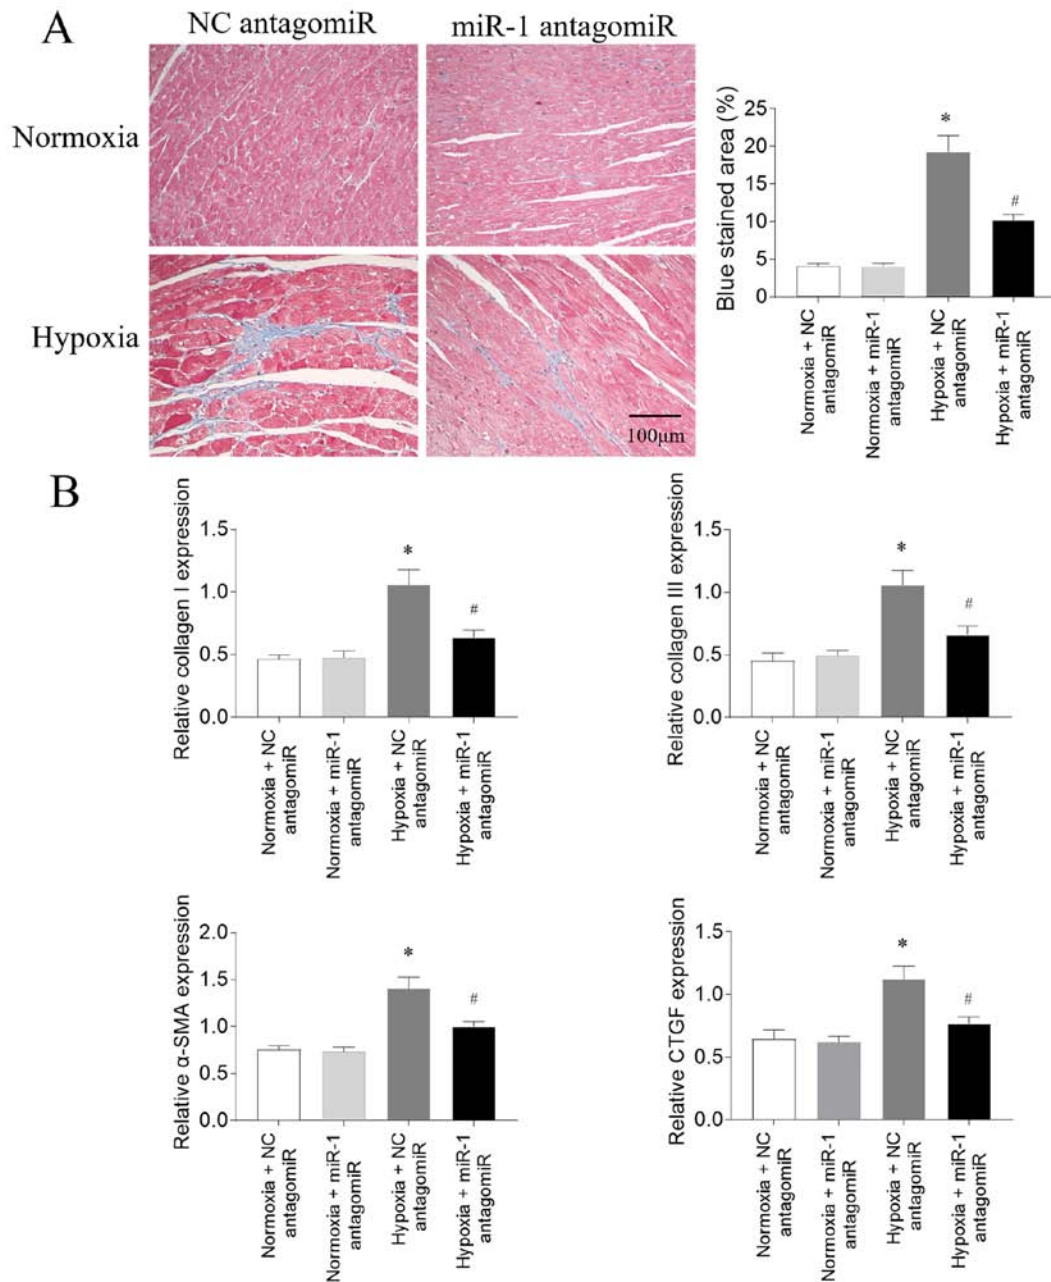 A
NC antagomiR
miR-1 antagomiR
Normoxia
Hypoxia
100μm
Blue stained area (%)
25
20
15
10
5
0
*
#
Normoxia + NC
antagomiR
Normoxia + miR-1
antagomiR
Hypoxia + NC
antagomiR
Hypoxia + miR-1
antagomiR
B
Relative collagen I expression
1.5
1.0
0.5
0.0
*
#
Normoxia + NC
antagomiR
Normoxia + miR-1
antagomiR
Hypoxia + NC
antagomiR
Hypoxia + miR-1
antagomiR
Relative collagen III expression
1.5
1.0
0.5
0.0
*
#
Normoxia + NC
antagomiR
Normoxia + miR-1
antagomiR
Hypoxia + NC
antagomiR
Hypoxia + miR-1
antagomiR
Relative α-SMA expression
2.0
1.5
1.0
0.5
0.0
*
#
Normoxia + NC
antagomiR
Normoxia + miR-1
antagomiR
Hypoxia + NC
antagomiR
Hypoxia + miR-1
antagomiR
Relative CTGF expression
1.5
1.0
0.5
0.0
*
#
Normoxia + NC
antagomiR
Normoxia + miR-1
antagomiR
Hypoxia + NC
antagomiR
Hypoxia + miR-1
antagomiR